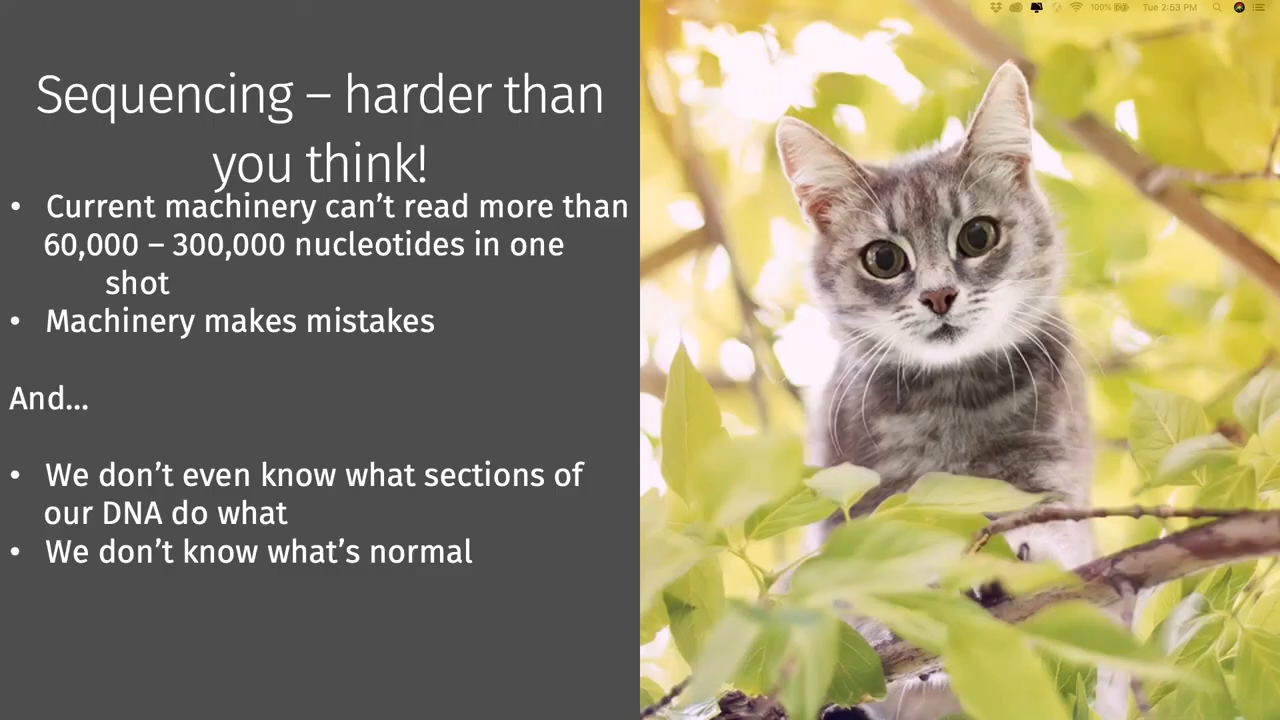 Sequencing – harder than
you think!
• Current machinery can’t read more than
60,000 – 300,000 nucleotides in one
shot
• Machinery makes mistakes
And...
• We don’t even know what sections of
our DNA do what
• We don’t know what’s normal
100%
Tue 2:53 PM